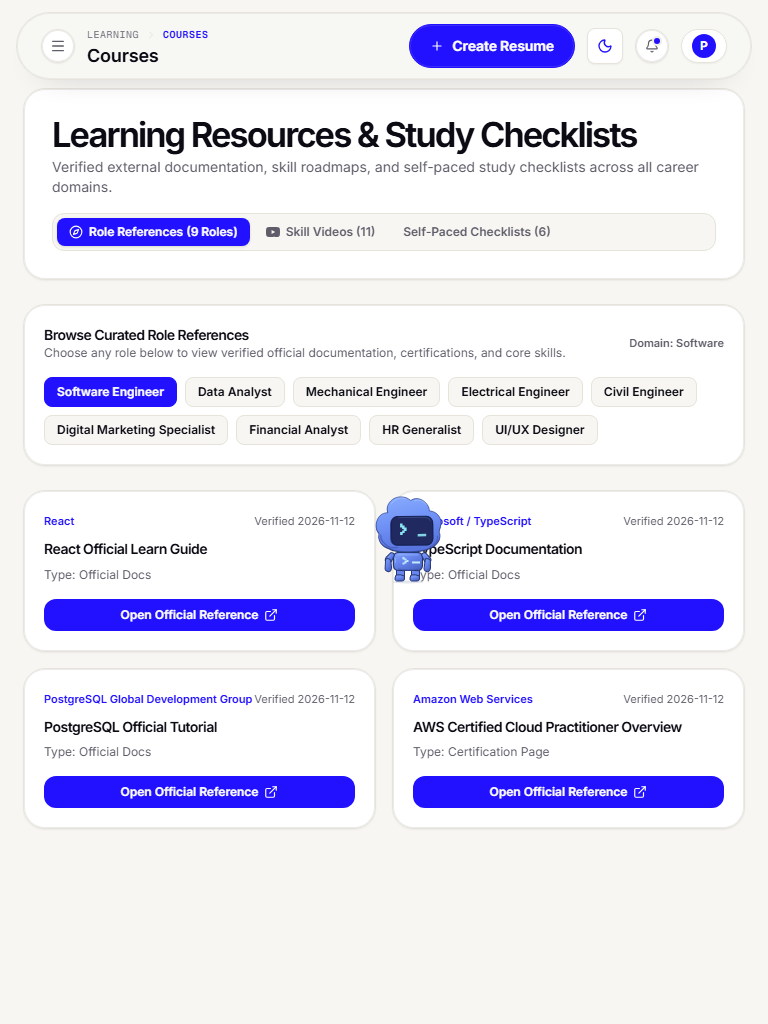 LEARNING COURSES
Courses
Create Resume
P
Learning Resources & Study Checklists
Verified external documentation, skill roadmaps, and self-paced study checklists across all career
domains.
Role References (9 Roles) Skill Videos (11) Self-Paced Checklists (6)
Browse Curated Role References
Choose any role below to view verified official documentation, certifications, and core skills.
Domain: Software
Software Engineer Data Analyst Mechanical Engineer Electrical Engineer Civil Engineer
Digital Marketing Specialist Financial Analyst HR Generalist UI/UX Designer
React Verified 2026-11-12
React Official Learn Guide
Type: Official Docs
Open Official Reference
/ TypeScript Verified 2026-11-12
Documentation
Official Docs
Open Official Reference
PostgreSQL Global Development Group Verified 2026-11-12
PostgreSQL Official Tutorial
Type: Official Docs
Open Official Reference
Amazon Web Services Verified 2026-11-12
AWS Certified Cloud Practitioner Overview
Type: Certification Page
Open Official Reference